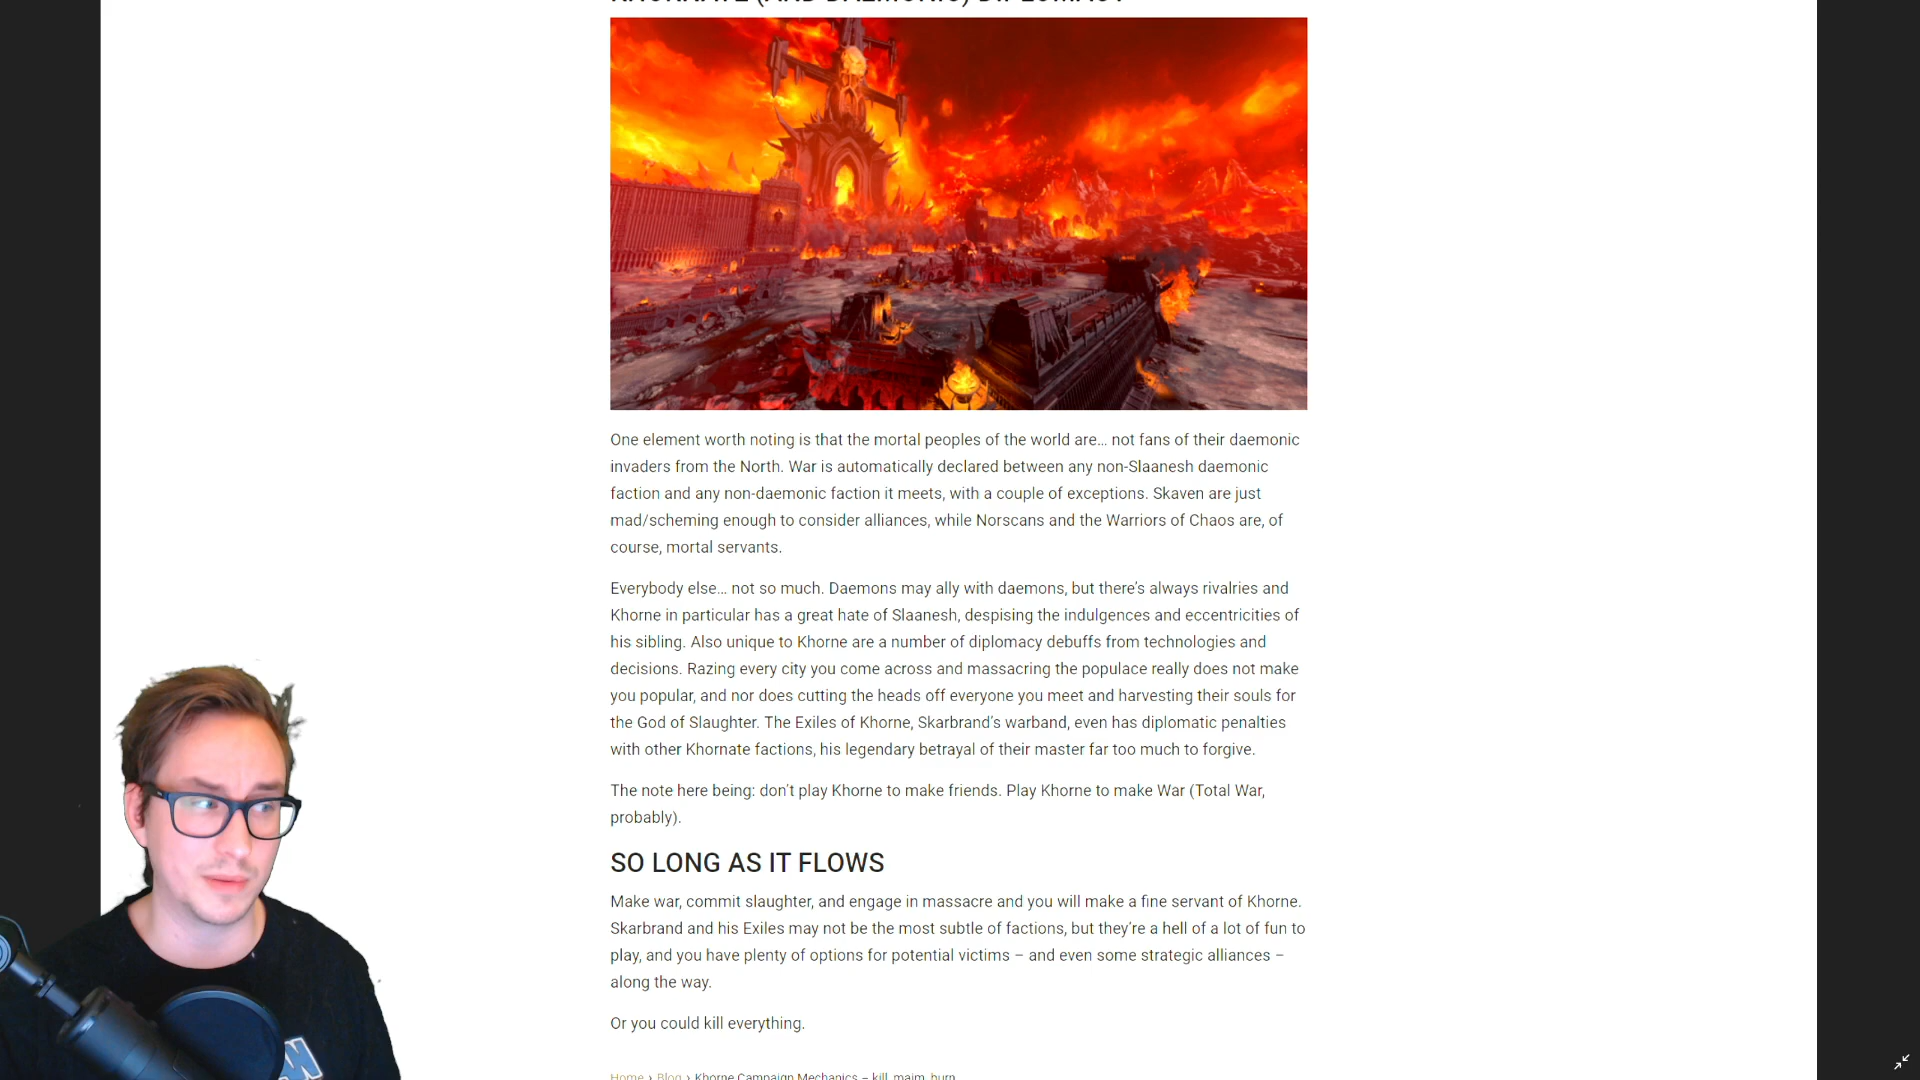 KHORNATE (AND DAEMONIC) DIPLOMACY
One element worth noting is that the mortal peoples of the world are… not fans of their daemonic
invaders from the North. War is automatically declared between any non-Slaanesh daemonic
faction and any non-daemonic faction it meets, with a couple of exceptions. Skaven are just
mad/scheming enough to consider alliances, while Norscans and the Warriors of Chaos are, of
course, mortal servants.
Everybody else… not so much. Daemons may ally with daemons, but there’s always rivalries and
Khorne in particular has a great hate of Slaanesh, despising the indulgences and eccentricities of
his sibling. Also unique to Khorne are a number of diplomacy debuffs from technologies and
decisions. Razing every city you come across and massacring the populace really does not make
you popular, and nor does cutting the heads off everyone you meet and harvesting their souls for
the God of Slaughter. The Exiles of Khorne, Skarbrand’s warband, even has diplomatic penalties
with other Khornate factions, his legendary betrayal of their master far too much to forgive.
The note here being: don’t play Khorne to make friends. Play Khorne to make War (Total War,
probably).
SO LONG AS IT FLOWS
Make war, commit slaughter, and engage in massacre and you will make a fine servant of Khorne.
Skarbrand and his Exiles may not be the most subtle of factions, but they’re a hell of a lot of fun to
play, and you have plenty of options for potential victims – and even some strategic alliances –
along the way.
Or you could kill everything.
Home › Blog › Khorne Campaign Mechanics – kill, maim, burn